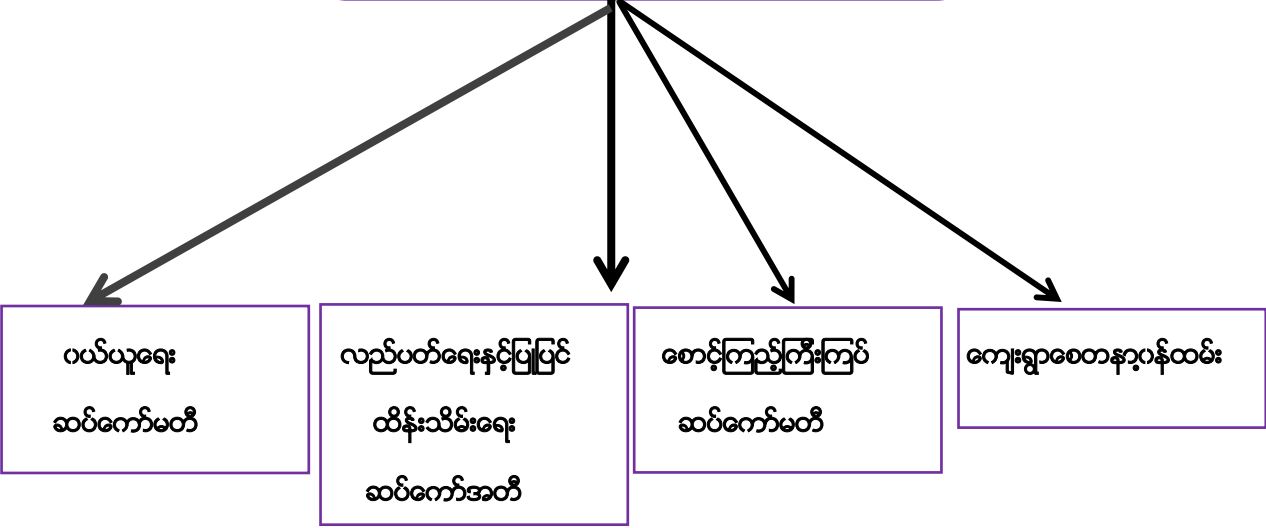 ဝယ်ယူရေး
ဆပ်ကော်မတီ
လည်ပတ်ရေးနှင့်ပြုပြင်
ထိန်းသိမ်းရေး
ဆပ်ကော်အတီ
စောင့်ကြည့်ကြီးကြပ်
ဆပ်ကော်မတီ
ကျေးရွာစေတနာ့ဝန်ထမ်း